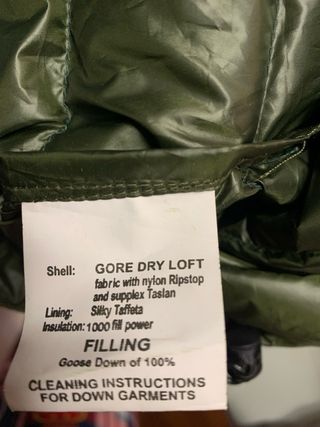 Shell: GORE DRY LOFT
fabric with nylon Ripstop
and supplex Taslan
Lining: Silky Taffeta
Insulation: 1000 fill power
FILLING
Goose Down of 100%
CLEANING INSTRUCTIONS
FOR DOWN GARMENTS